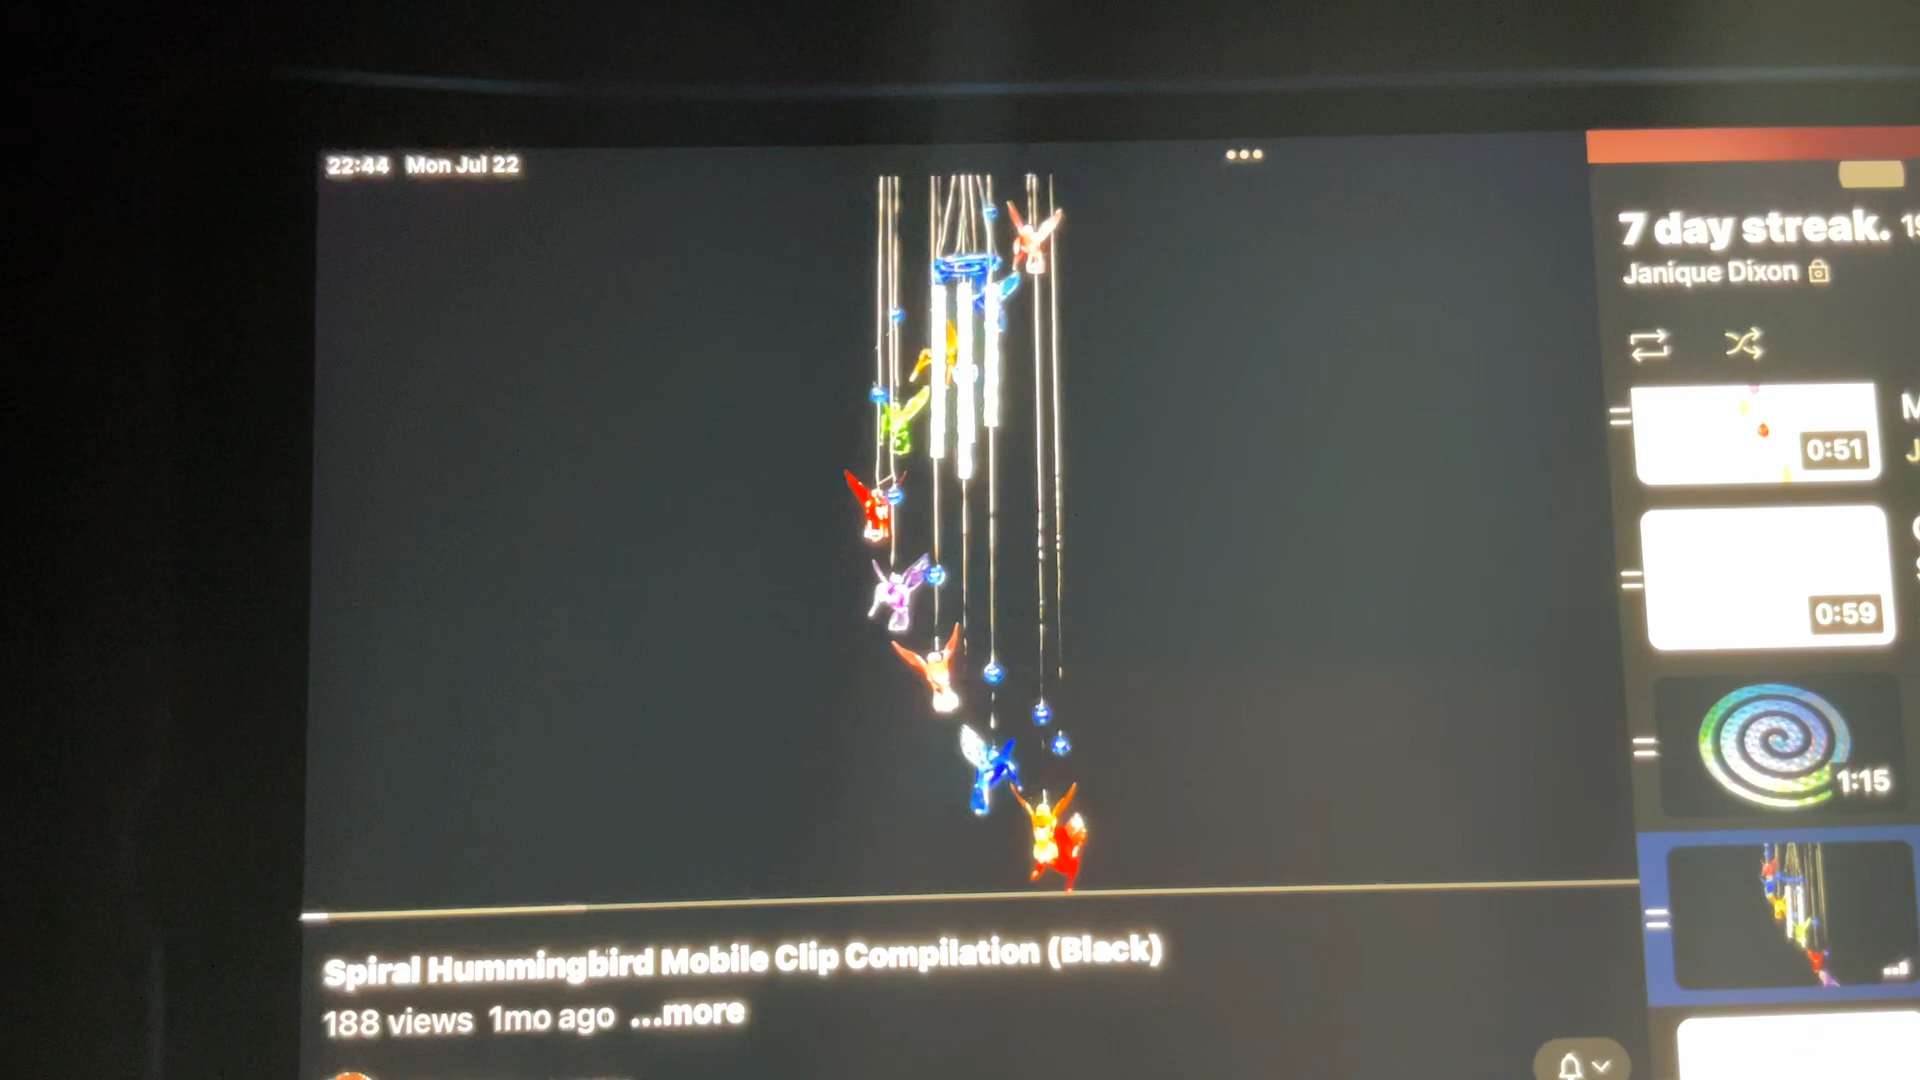 22:44 Mon Jul 22
7 day streak.
Janique Dixon
0:51
0:59
1:15
Spiral Hummingbird Mobile Clip Compilation (Black)
188 views 1mo ago ...more